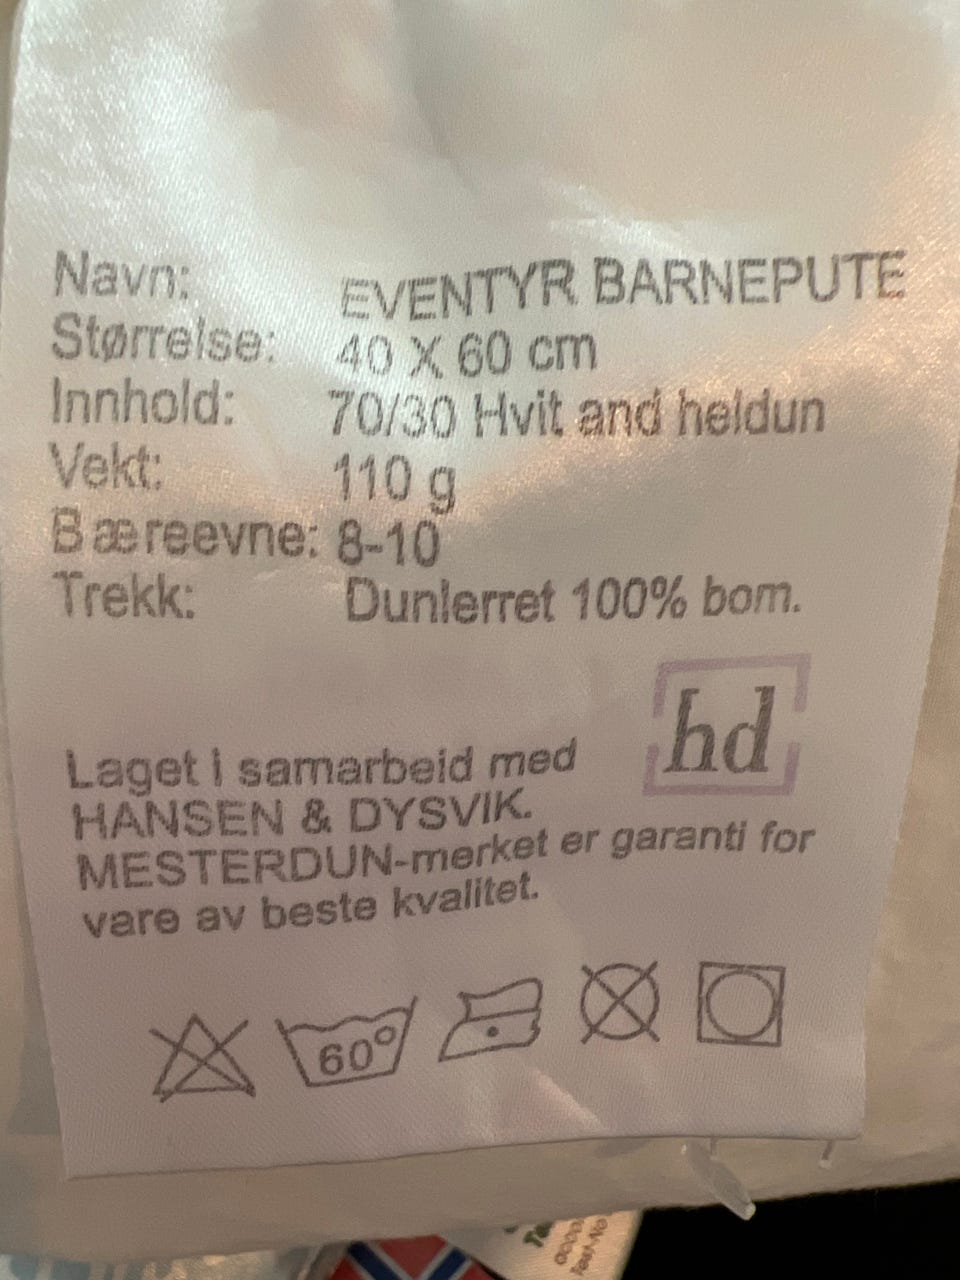 Navn: EVENTYR BARNEPUTE
Størrelse: 40 X 60 cm
Innhold: 70/30 Hvit and heldun
Vekt: 110 g
Bæreevne: 8-10
Trekk: Dunlerret 100% bom.
hd
Laget i samarbeid med
HANSEN & DYSVIK.
MESTERDUN-merket er garanti for
vare av beste kvalitet.
60°